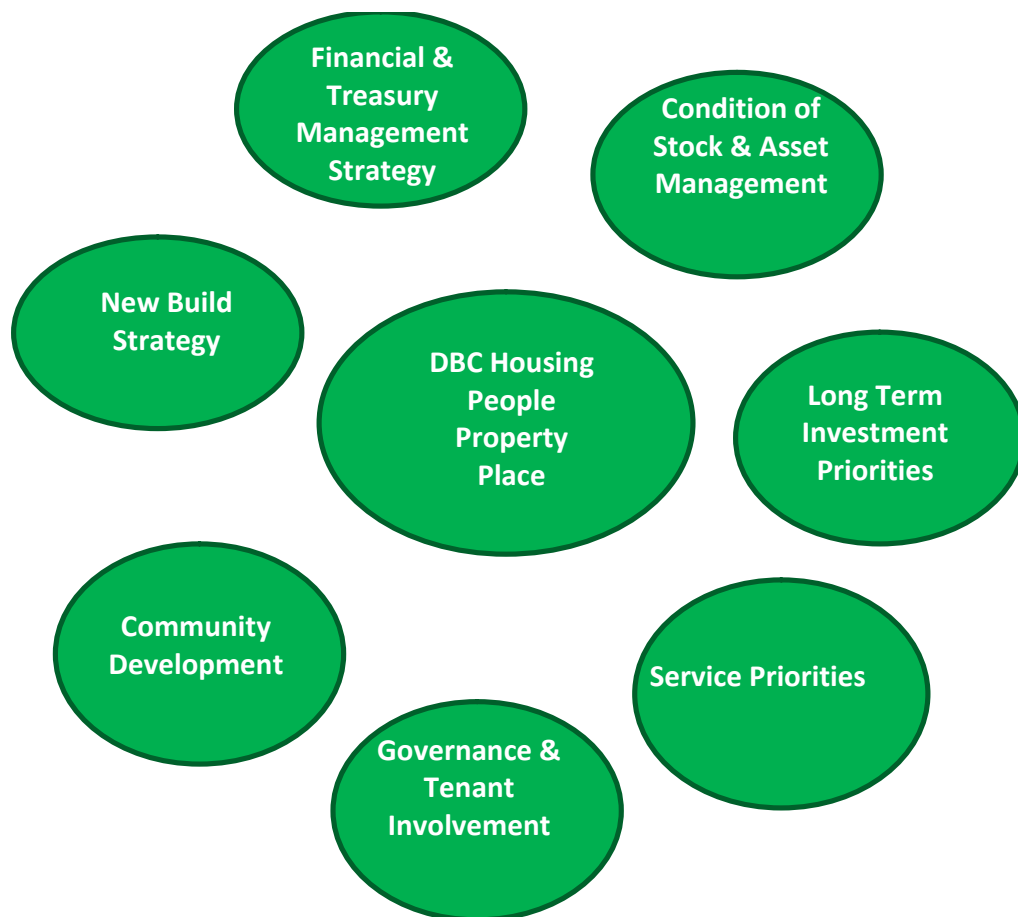 Financial &
Treasury
Management
Strategy
Condition of
Stock & Asset
Management
New Build
Strategy
DBC Housing
People
Property
Place
Long Term
Investment
Priorities
Community
Development
Service Priorities
Governance &
Tenant
Involvement